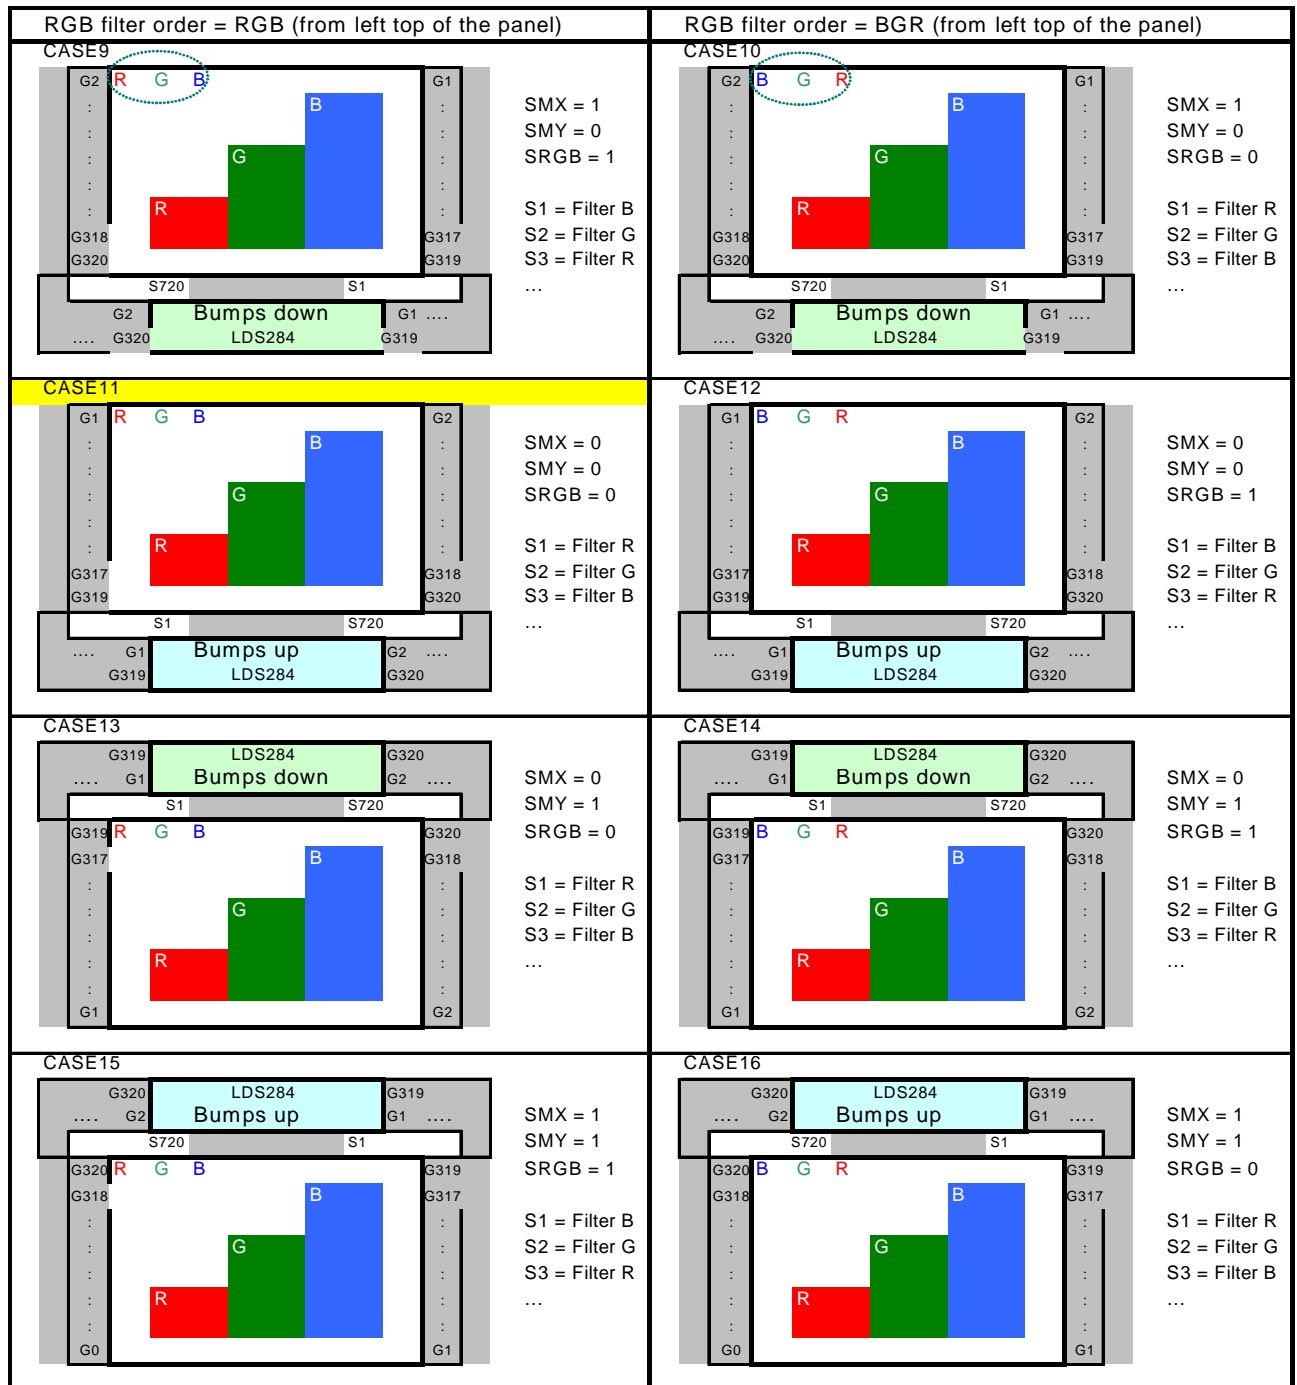 RGB filter order = RGB (from left top of the panel)
RGB filter order = BGR (from left top of the panel)
CASE9
G2 R G B G1
: B :
: :
: G :
: :
: R :
G318 G317
G320 G319
S720 S1
G2 Bumps down G1 ....
.... G320 LDS284 G319
SMX = 1
SMY = 0
SRGB = 1
S1 = Filter B
S2 = Filter G
S3 = Filter R
...
CASE10
G2 B G R G1
: B :
: :
: G :
: :
: R :
G318 G317
G320 G319
S720 S1
G2 Bumps down G1 ....
.... G320 LDS284 G319
SMX = 1
SMY = 0
SRGB = 0
S1 = Filter R
S2 = Filter G
S3 = Filter B
...
CASE11
G1 R G B G2
: B :
: :
: G :
: :
: R :
G317 G318
G319 G320
S1 S720
.... G1 Bumps up G2 ....
G319 LDS284 G320
SMX = 0
SMY = 0
SRGB = 0
S1 = Filter R
S2 = Filter G
S3 = Filter B
...
CASE12
G1 B G R G2
: B :
: :
: G :
: :
: R :
G317 G318
G319 G320
S1 S720
.... G1 Bumps up G2 ....
G319 LDS284 G320
SMX = 0
SMY = 0
SRGB = 1
S1 = Filter B
S2 = Filter G
S3 = Filter R
...
CASE13
G319 LDS284 G320
.... G1 Bumps down G2 ....
S1 S720
G319 R G B G320
G317 B G318
: :
: G :
: :
: R :
: :
G1 G2
SMX = 0
SMY = 1
SRGB = 0
S1 = Filter R
S2 = Filter G
S3 = Filter B
...
CASE14
G319 LDS284 G320
.... G1 Bumps down G2 ....
S1 S720
G319 B G R G320
G317 B G318
: :
: G :
: :
: R :
: :
G1 G2
SMX = 0
SMY = 1
SRGB = 1
S1 = Filter B
S2 = Filter G
S3 = Filter R
...
CASE15
G320 LDS284 G319
.... G2 Bumps up G1 ....
S720 S1
G320 R G B G319
G318 B G317
: :
: G :
: :
: R :
: :
G0 G1
SMX = 1
SMY = 1
SRGB = 1
S1 = Filter B
S2 = Filter G
S3 = Filter R
...
CASE16
G320 LDS284 G319
.... G2 Bumps up G1 ....
S720 S1
G320 B G R G319
G318 B G317
: :
: G :
: :
: R :
: :
G0 G1
SMX = 1
SMY = 1
SRGB = 0
S1 = Filter R
S2 = Filter G
S3 = Filter B
...